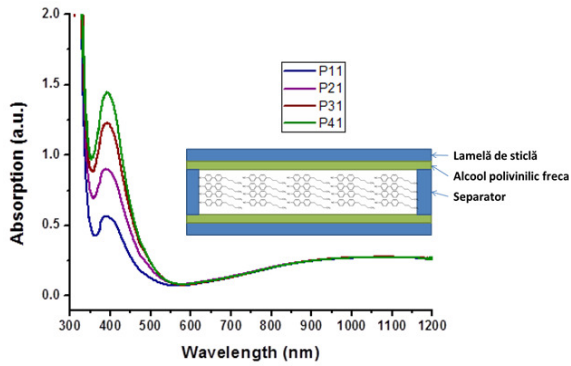 2.0
1.5
1.0
0.5
0.0
Absorption (a.u.)
P11
P21
P31
P41
Lamelă de sticlă
Alcool polivinilic freca
Separator
300 400 500 600 700 800 900 1000 1100 1200
Wavelength (nm)